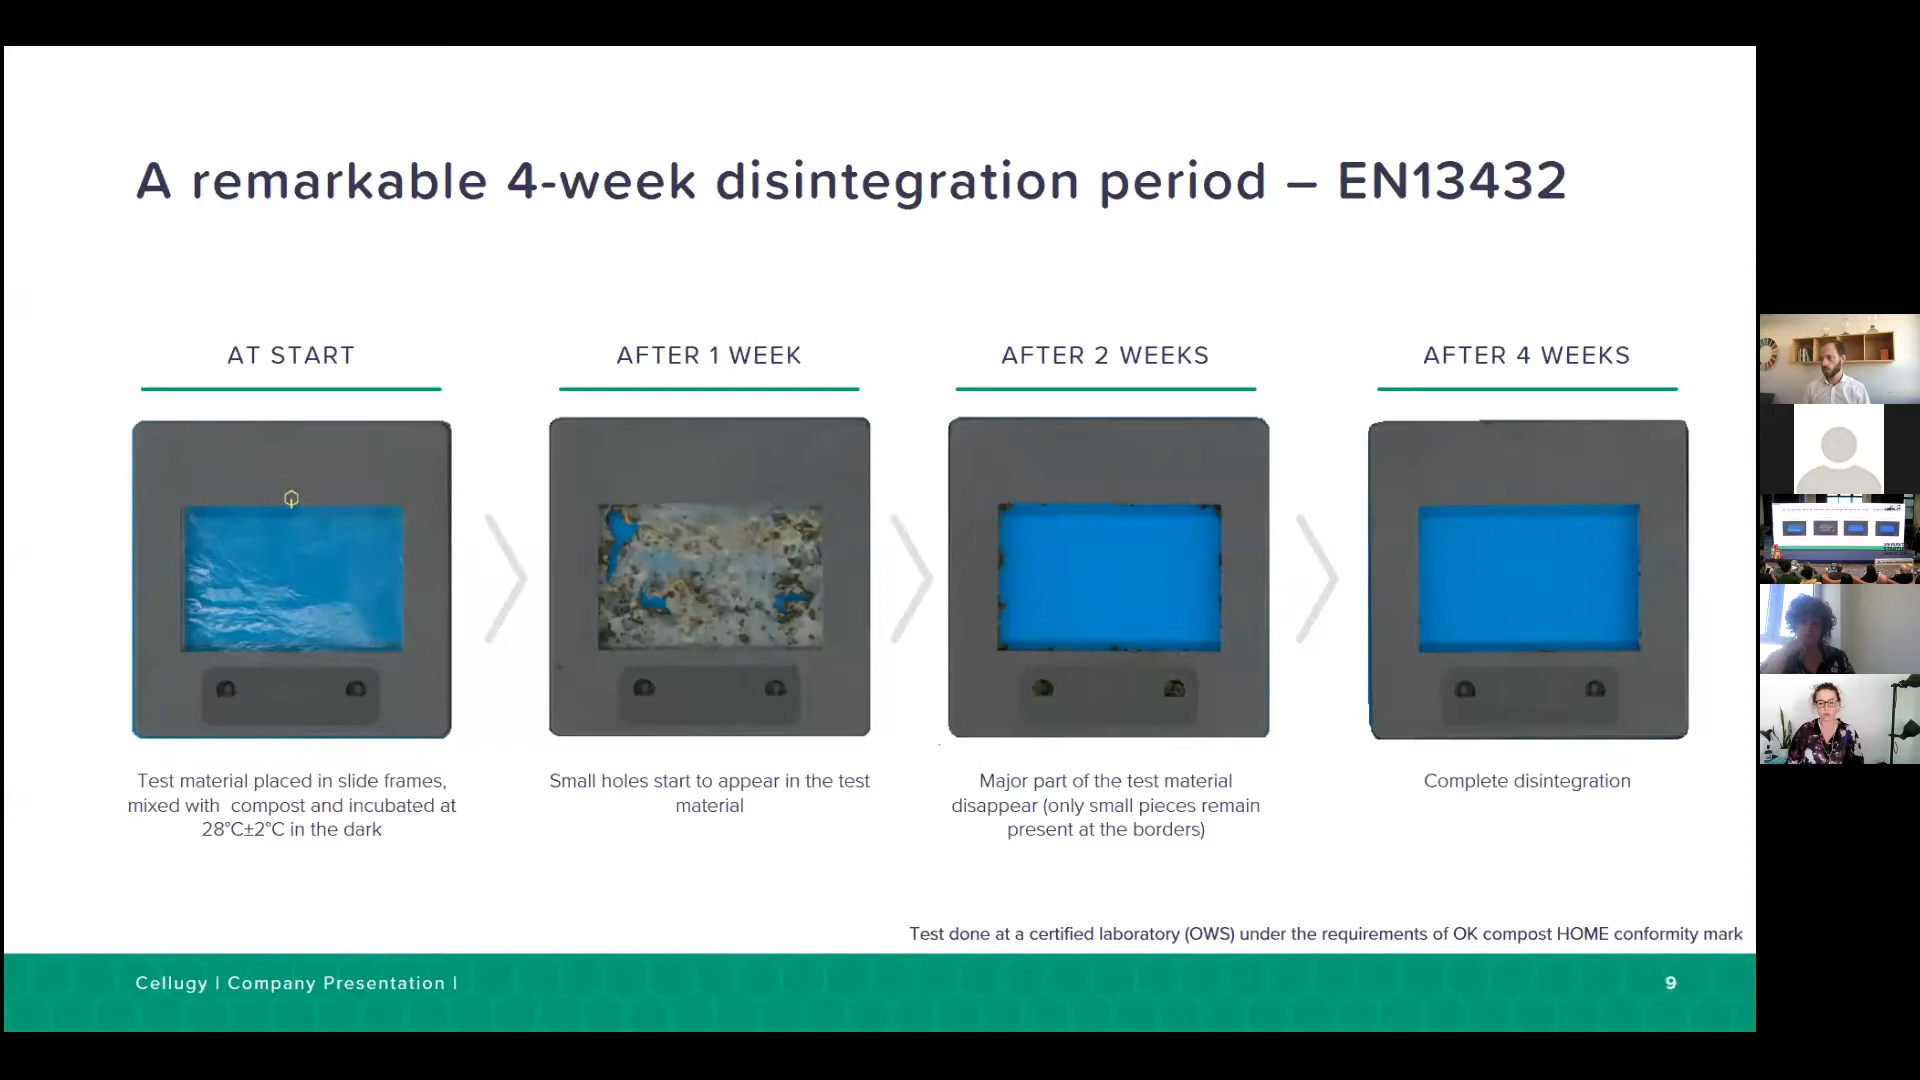 A remarkable 4-week disintegration period – EN13432
AT START
AFTER 1 WEEK
AFTER 2 WEEKS
AFTER 4 WEEKS
Test material placed in slide frames,
mixed with  compost and incubated at
28°C±2°C in the dark
Small holes start to appear in the test
material
Major part of the test material
disappear (only small pieces remain
present at the borders)
Complete disintegration
Test done at a certified laboratory (OWS) under the requirements of OK compost HOME conformity mark
Cellugy | Company Presentation |
9